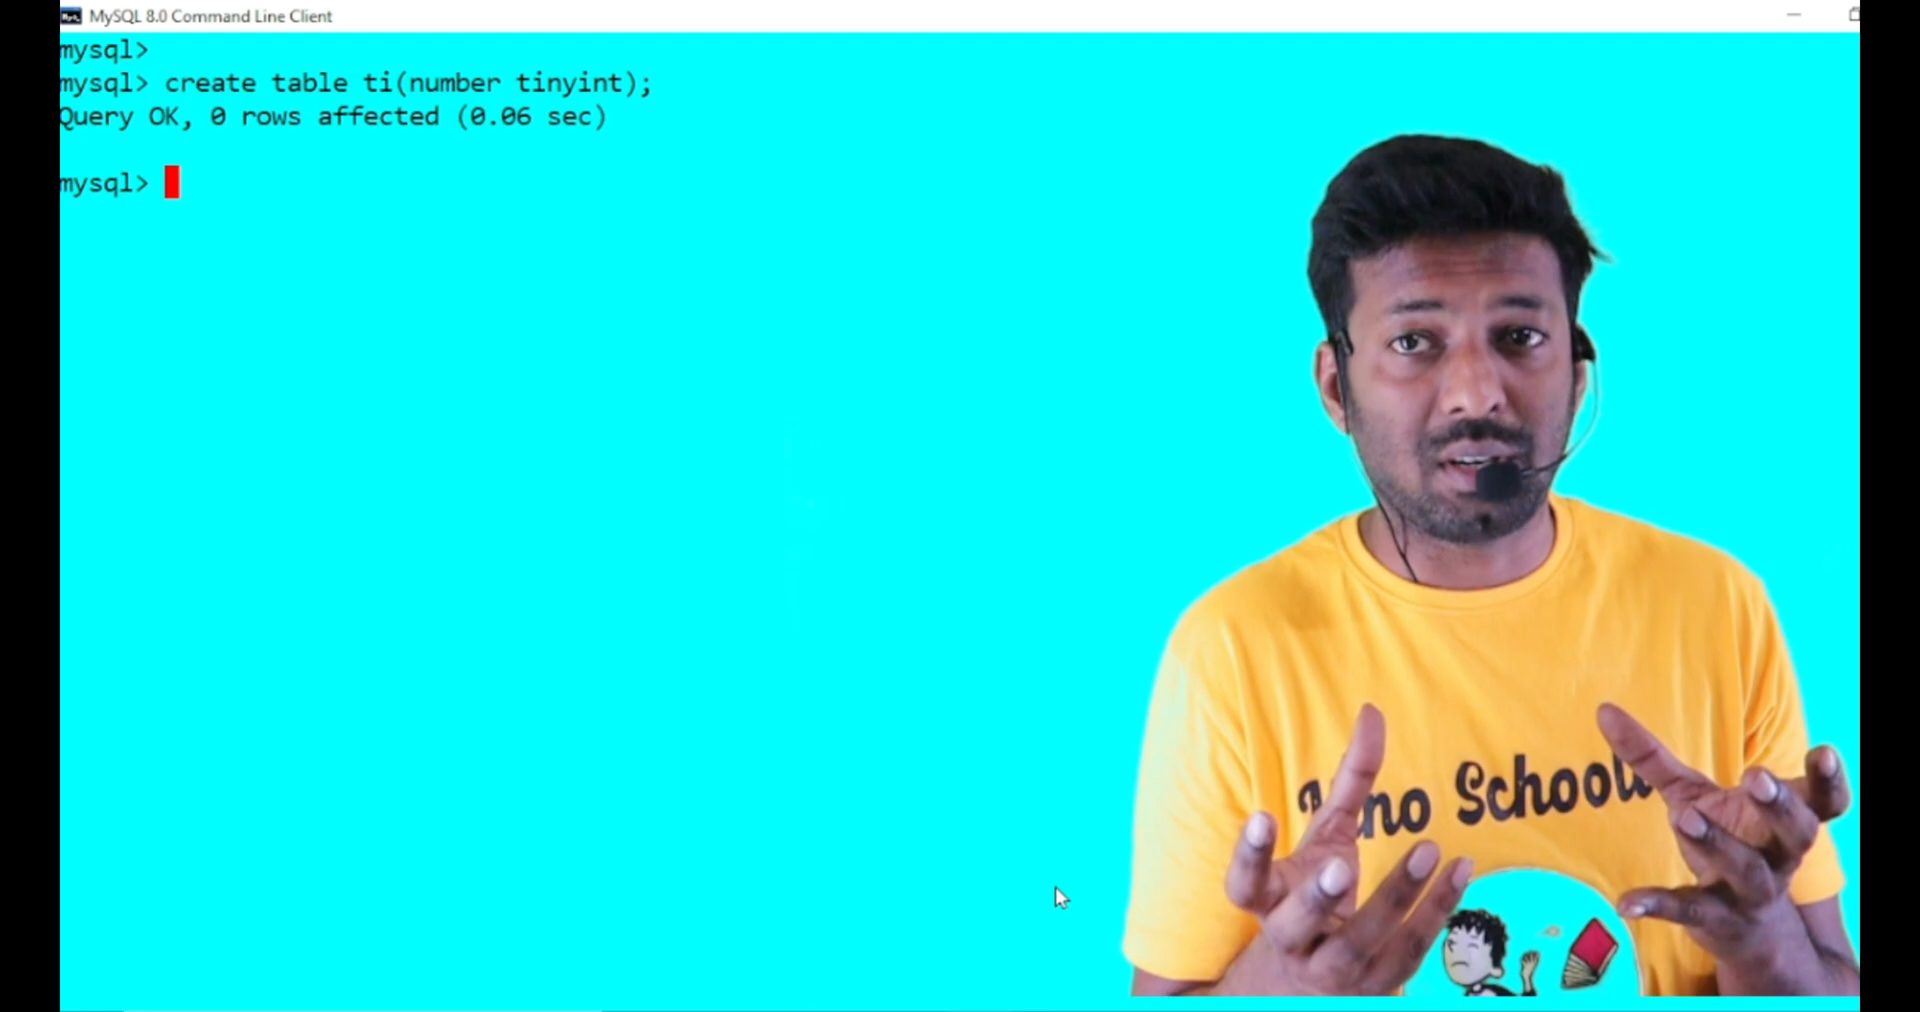 MySQL 8.0 Command Line Client
mysql>
mysql> create table ti(number tinyint);
Query OK, 0 rows affected (0.06 sec)
mysql>
School